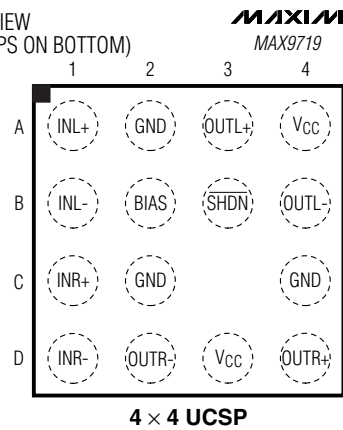 IEW
PS ON BOTTOM)
MAXIM
MAX9719
1 2 3 4
A INL+ GND OUTL+ VCC
B INL- BIAS SHDN OUTL-
C INR+ GND GND
D INR- OUTR- VCC OUTR+
4 × 4 UCSP